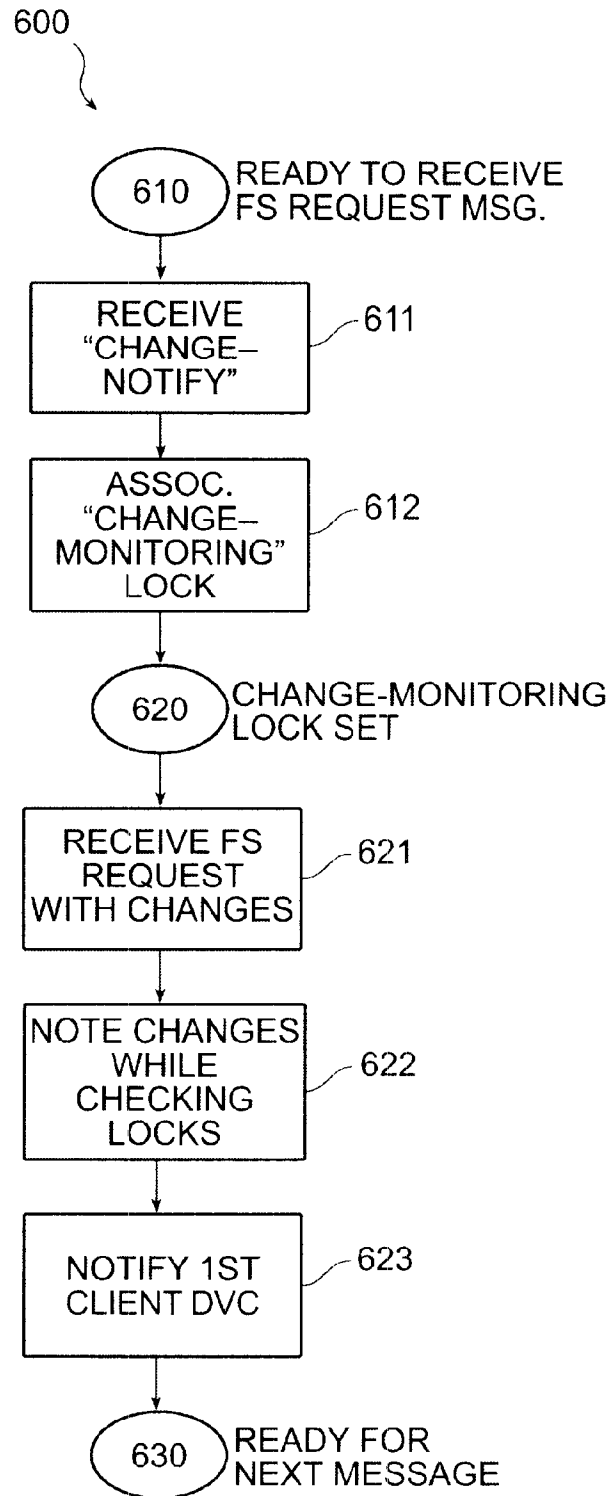 600
610
READY TO RECEIVE
FS REQUEST MSG.
RECEIVE
“CHANGE–
NOTIFY”
611
ASSOC.
“CHANGE–
MONITORING”
LOCK
612
620
CHANGE-MONITORING
LOCK SET
RECEIVE FS
REQUEST
WITH CHANGES
621
NOTE CHANGES
WHILE
CHECKING
LOCKS
622
NOTIFY 1ST
CLIENT DVC
623
630
READY FOR
NEXT MESSAGE